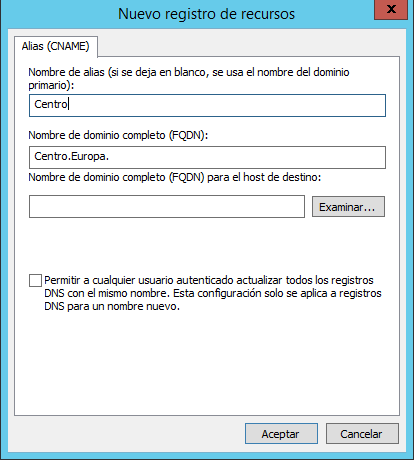 Nuevo registro de recursos
x
Alias (CNAME)
Nombre de alias (si se deja en blanco, se usa el nombre del dominio
primario):
Centro
Nombre de dominio completo (FQDN):
Centro.Europa.
Nombre de dominio completo (FQDN) para el host de destino:
Examinar...
Permitir a cualquier usuario autenticado actualizar todos los registros
DNS con el mismo nombre. Esta configuración solo se aplica a registros
DNS para un nombre nuevo.
Aceptar
Cancelar